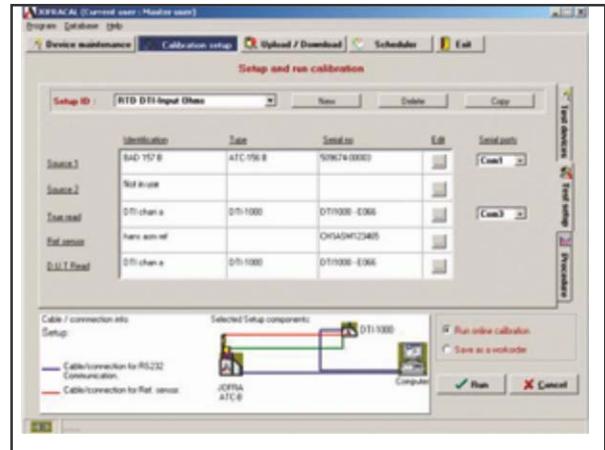 JOFRACAL (Current user : Master user)
Program Database Help
Device maintenance Calibration setup Upload / Download Scheduler Exit
Setup and run calibration
Setup ID : RTD DTI-Input Ohms New Delete Copy
Identification Type Serial no Edit Serial ports
Source 1 BAD 157 B ATC-156 B 509674-00003 Com1
Source 2 Not in use
True read DTI chan a DTI-1000 DTI1000 - E066 Com3
Ref. sensor hans asm ref
D.U.T Read DTI chan a DTI-1000 DTI1000 - E066
Test devices
Test setup
Procedure
Cable / connection info Selected Setup components:
Setup:
Cable/connection for RS232
Communication.
Cable/connection for Ref. sensor.
DTI-1000
JOFRA
ATC-B
Computer
Run online calibration
Save as a workorder
Run Cancel